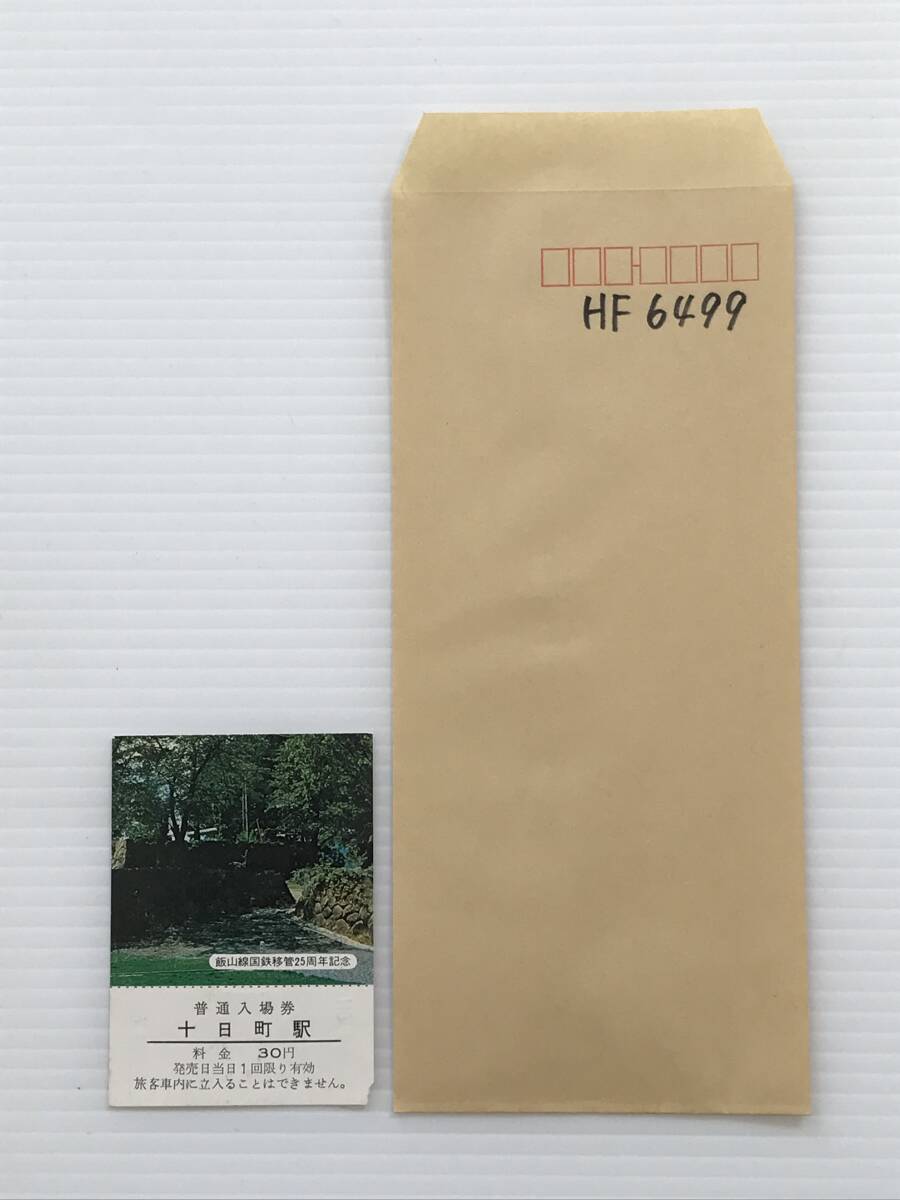 HF 6499
飯山線国鉄移管25周年記念
普通入場券
十日町駅
料金 30円
発売日当日1回限り有効
旅客車内に立入ることはできません。